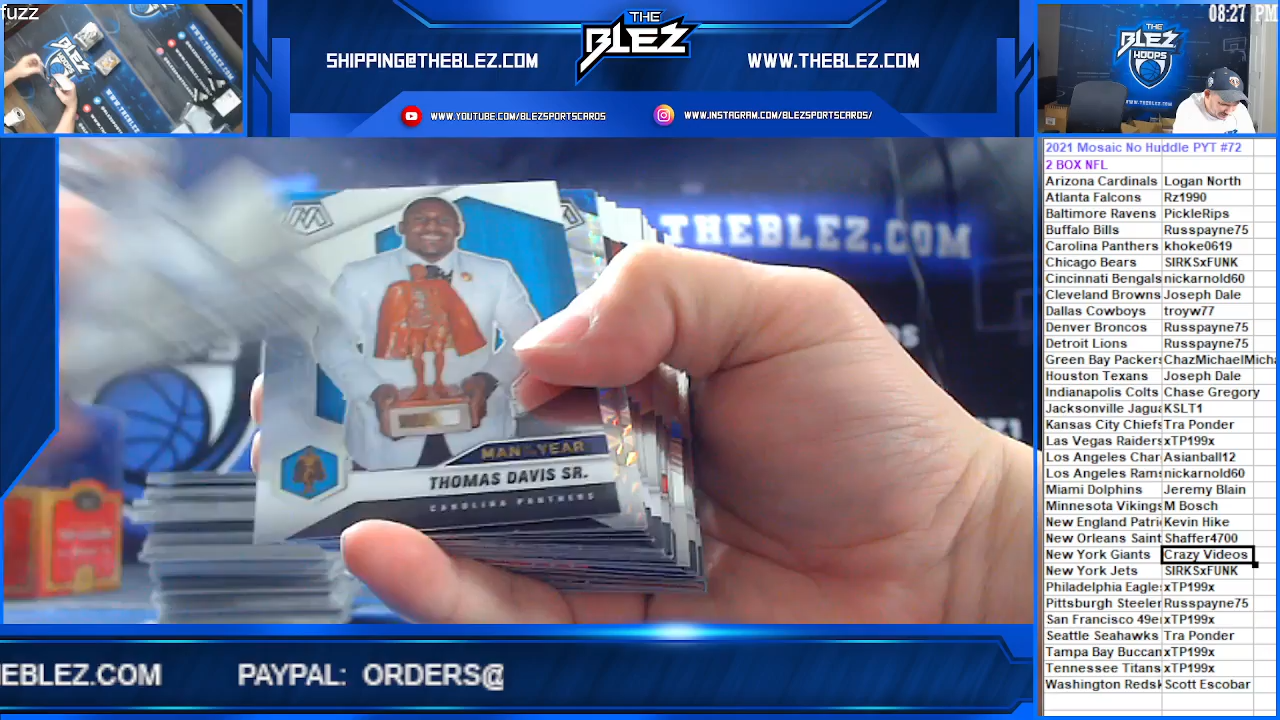 fuzz
THE
BLEZ
SHIPPING@THEBLEZ.COM
WWW.THEBLEZ.COM
WWW.YOUTUBE.COM/BLEZSPORTSCARDS
WWW.INSTAGRAM.COM/BLEZSPORTSCARDS/
THE
BLEZ
HOOPS
08:27 PM
THEBLEZ.COM
MAN OF THE YEAR
THOMAS DAVIS SR.
CAROLINA PANTHERS
2021 Mosaic No Huddle PYT #72
2 BOX NFL
Arizona Cardinals Logan North
Atlanta Falcons Rz1990
Baltimore Ravens PickleRips
Buffalo Bills Russpayne75
Carolina Panthers khoke0619
Chicago Bears SIRKSxFUNK
Cincinnati Bengals nickarnold60
Cleveland Browns Joseph Dale
Dallas Cowboys troyw77
Denver Broncos Russpayne75
Detroit Lions Russpayne75
Green Bay Packers ChazMichaelMicha
Houston Texans Joseph Dale
Indianapolis Colts Chase Gregory
Jacksonville Jagua KSLT1
Kansas City Chiefs Tra Ponder
Las Vegas Raiders xTP199x
Los Angeles Char Asianball12
Los Angeles Rams nickarnold60
Miami Dolphins Jeremy Blain
Minnesota Vikings M Bosch
New England Patri Kevin Hike
New Orleans Saint Shaffer4700
New York Giants Crazy Videos
New York Jets SIRKSxFUNK
Philadelphia Eagle xTP199x
Pittsburgh Steeler Russpayne75
San Francisco 49e xTP199x
Seattle Seahawks Tra Ponder
Tampa Bay Buccan xTP199x
Tennessee Titans xTP199x
Washington Redsk Scott Escobar
EBLEZ.COM PAYPAL: ORDERS@